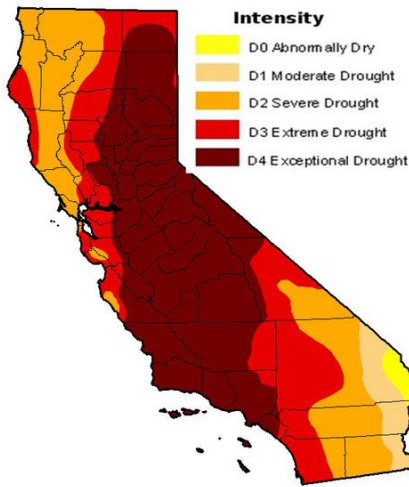 Intensity
D0 Abnormally Dry
D1 Moderate Drought
D2 Severe Drought
D3 Extreme Drought
D4 Exceptional Drought